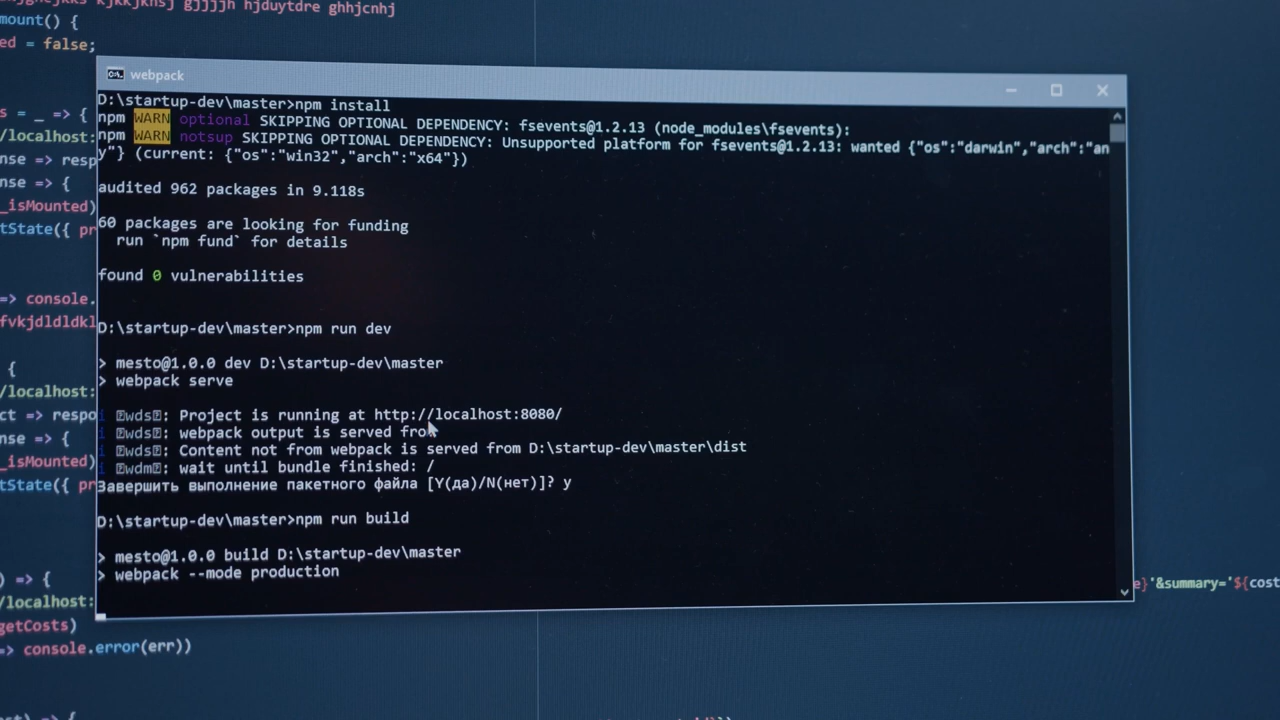 kjkkjkhsj gjjjjh hjduytdre ghhjcnhj
mount() {
ed = false;
s = _ => {
/localhost:
nse => resp
nse => {
_isMounted)
tState({ pr
=> console.
fvkjdldldkl
{
/localhost:
ct => respo
nse => {
_isMounted)
tState({ pr
) => {
/localhost:
getCosts)
=> console.error(err))
webpack
D:\startup-dev\master>npm install
npm WARN optional SKIPPING OPTIONAL DEPENDENCY: fsevents@1.2.13 (node_modules\fsevents):
npm WARN notsup SKIPPING OPTIONAL DEPENDENCY: Unsupported platform for fsevents@1.2.13: wanted {"os":"darwin","arch":"an
y"} (current: {"os":"win32","arch":"x64"})
audited 962 packages in 9.118s
60 packages are looking for funding
run `npm fund` for details
found 0 vulnerabilities
D:\startup-dev\master>npm run dev
> mesto@1.0.0 dev D:\startup-dev\master
> webpack serve
i ｢wds｣: Project is running at http://localhost:8080/
i ｢wds｣: webpack output is served from
i ｢wds｣: Content not from webpack is served from D:\startup-dev\master\dist
i ｢wdm｣: wait until bundle finished: /
Завершить выполнение пакетного файла [Y(да)/N(нет)]? y
D:\startup-dev\master>npm run build
> mesto@1.0.0 build D:\startup-dev\master
> webpack --mode production
e}'&summary='${cost